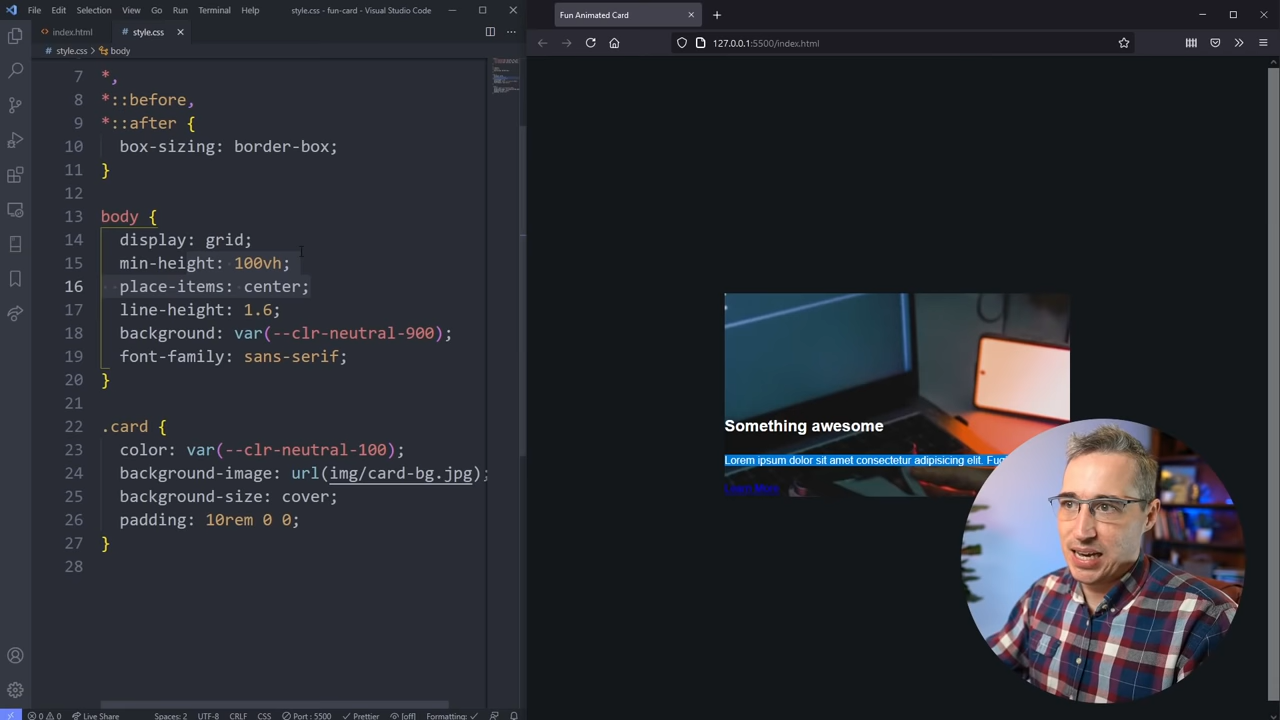 File Edit Selection View Go Run Terminal Help style.css - fun-card - Visual Studio Code
index.html style.css
style.css > body
7 *,
8 *::before,
9 *::after {
10 box-sizing: border-box;
11 }
12
13 body {
14 display: grid;
15 min-height: 100vh;
16 place-items: center;
17 line-height: 1.6;
18 background: var(--clr-neutral-900);
19 font-family: sans-serif;
20 }
21
22 .card {
23 color: var(--clr-neutral-100);
24 background-image: url(img/card-bg.jpg);
25 background-size: cover;
26 padding: 10rem 0 0;
27 }
28
0 0 Live Share Spaces: 2 UTF-8 CRLF CSS Port : 5500 Prettier [off] Formatting:
Fun Animated Card
127.0.0.1:5500/index.html
Something awesome
Lorem ipsum dolor sit amet consectetur adipisicing elit.
Learn More